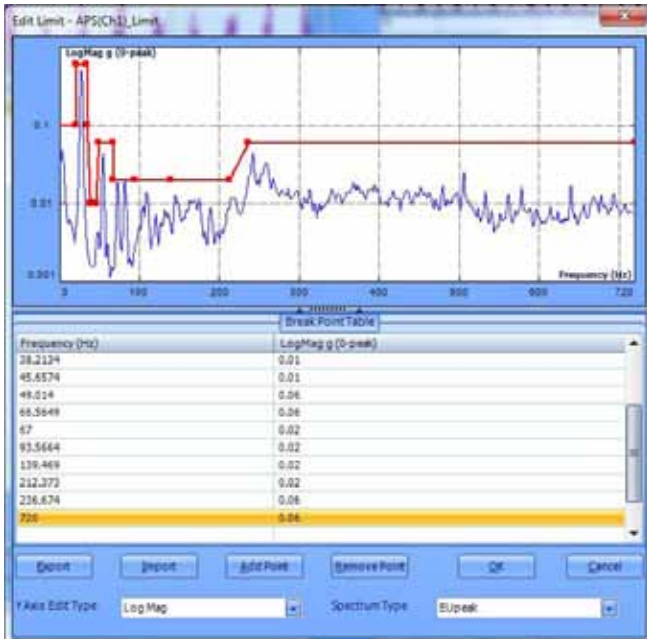 Edit Limit - APS(Ch1)_Limit
LogMag g (0-peak)
0.1
0.01
0.001
Frequency (Hz)
0 100 200 300 400 500 600 720
Break Point Table
Frequency (Hz) LogMag g (0-peak)
38.2134 0.01
45.6574 0.01
49.014 0.06
66.5649 0.06
67 0.02
93.5664 0.02
139.469 0.02
212.373 0.02
236.674 0.06
720 0.06
Export Import Add Point Remove Point OK Cancel
Y Axis Edit Type: Log Mag Spectrum Type: EUpeak